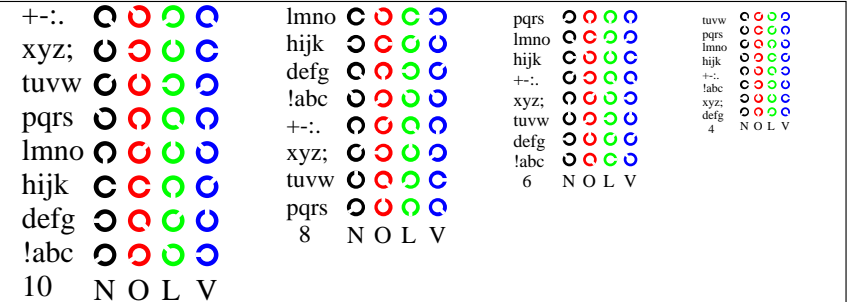 +-:.
xyz;
tuvw
pqrs
lmno
hijk
defg
!abc
10 N O L V
lmno
hijk
defg
!abc
+-:.
xyz;
tuvw
pqrs
8 N O L V
pqrs
lmno
hijk
+-:.
xyz;
tuvw
defg
!abc
6 N O L V
tuvw
pqrs
lmno
hijk
+-:.
!abc
xyz;
defg
4 N O L V